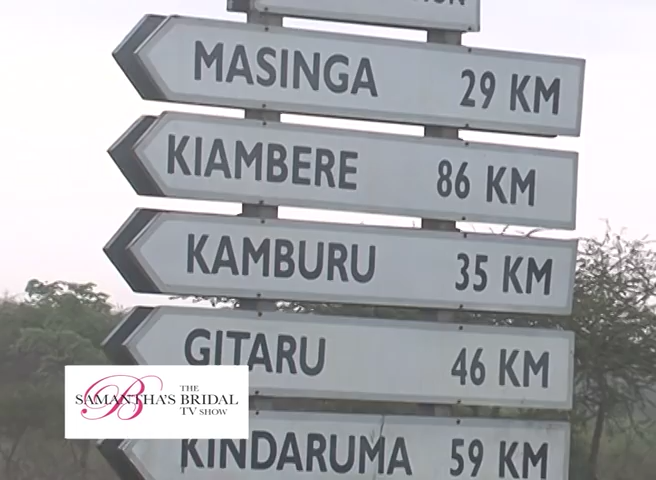 MASINGA 29 KM
KIAMBERE 86 KM
KAMBURU 35 KM
GITARU 46 KM
THE
SAMANTHA'S BRIDAL
TV SHOW
KINDARUMA 59 KM